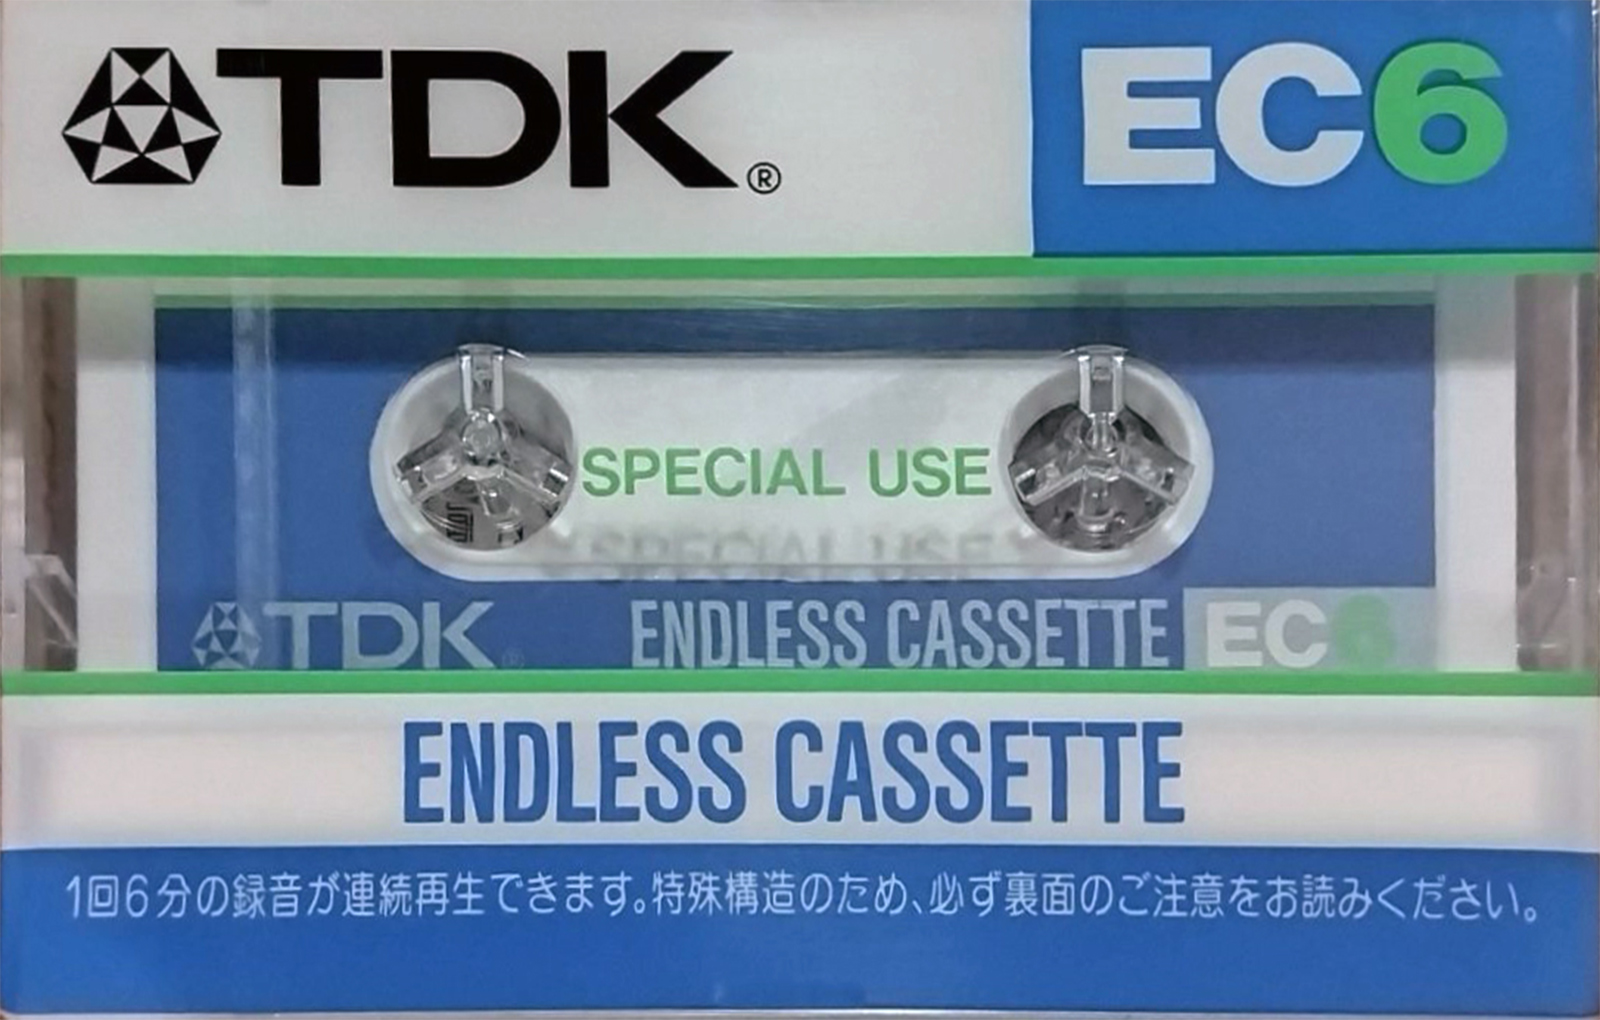 TDK® EC6
SPECIAL USE
SPECIAL USE
TDK® ENDLESS CASSETTE EC6
ENDLESS CASSETTE
1回6分の録音が連続再生できます。特殊構造のため、必ず裏面のご注意をお読みください。